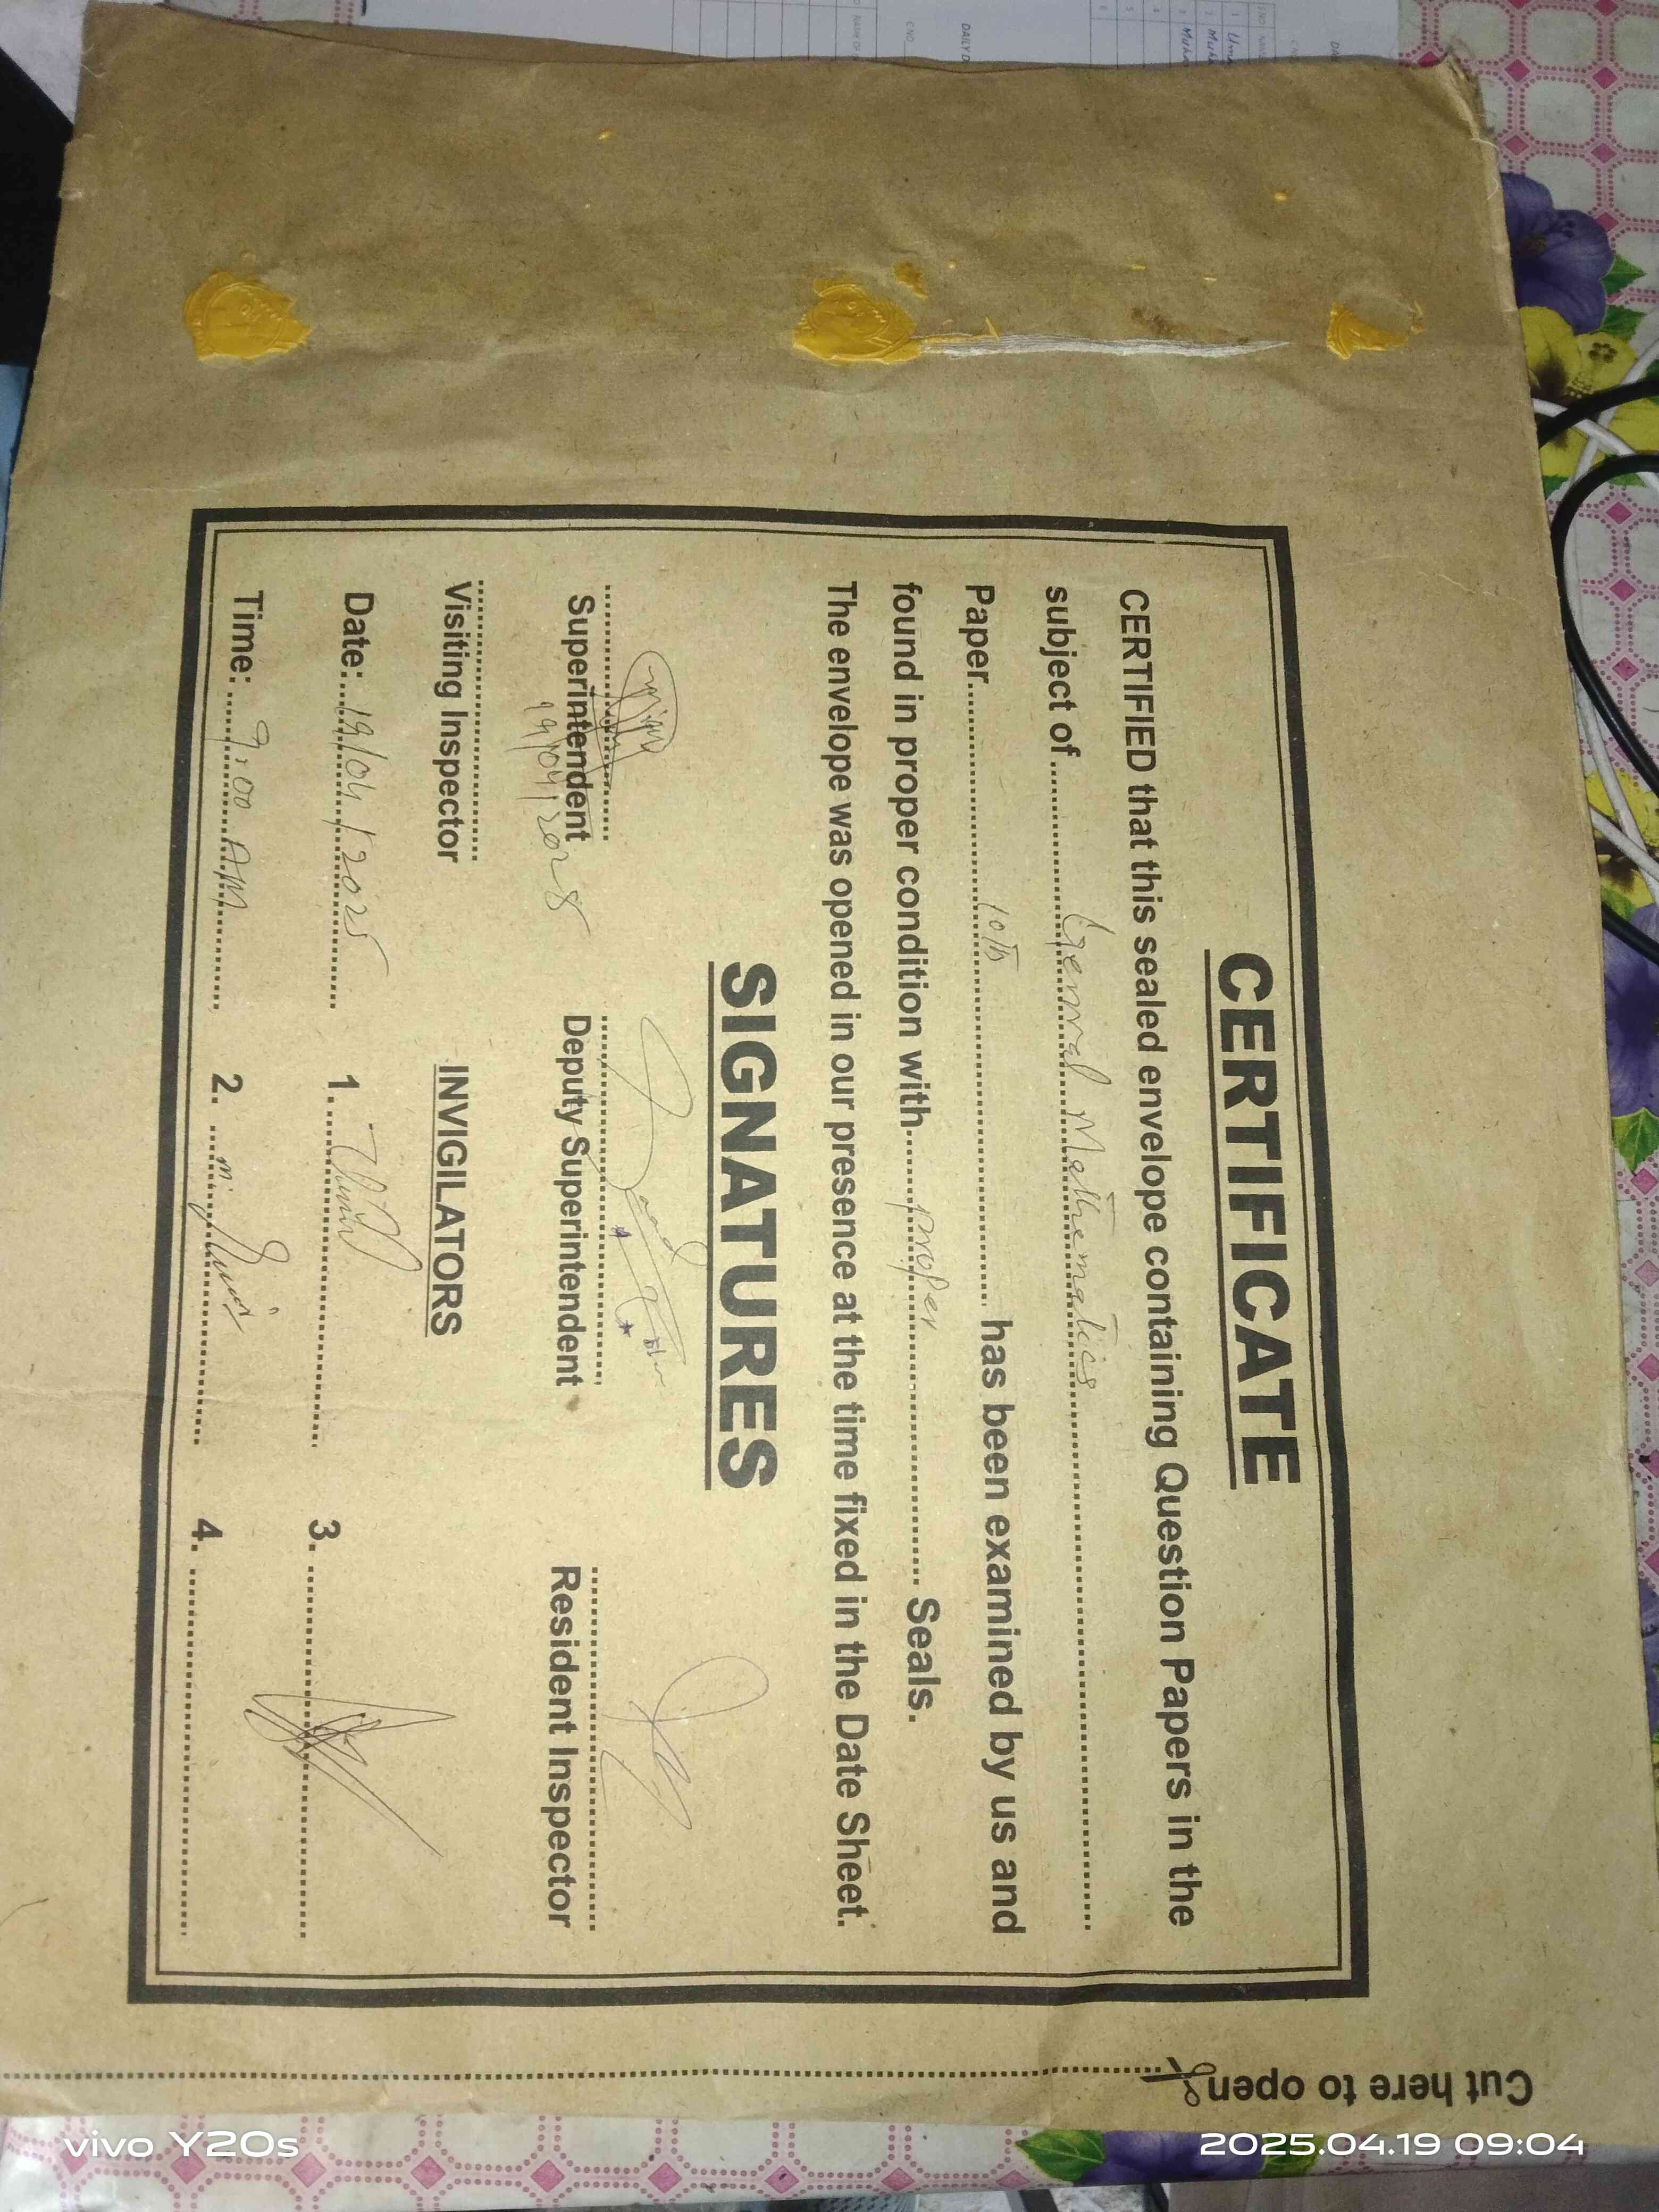 CERTIFICATE
CERTIFIED that this sealed envelope containing Question Papers in the
subject of General Mathematics
Paper 10th has been examined by us and
found in proper condition with proper Seals.
The envelope was opened in our presence at the time fixed in the Date Sheet.
SIGNATURES
Superintendent Deputy Superintendent Resident Inspector
19/04/2025
Visiting Inspector INVIGILATORS
Date: 19/04/2025 1. 3.
Time: 9:00 AM 2. 4.
Cut here to open
vivo Y20s
2025.04.19 09:04